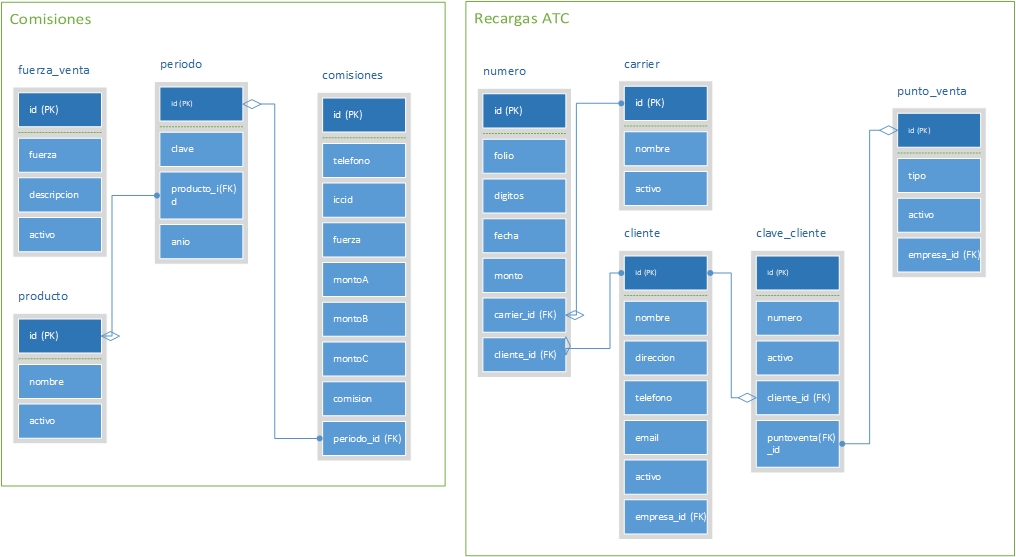 Comisiones
fuerza_venta
id (PK)
fuerza
descripcion
activo
producto
id (PK)
nombre
activo
periodo
id (PK)
clave
producto_i(FK)
d
anio
comisiones
id (PK)
telefono
iccid
fuerza
montoA
montoB
montoC
comision
periodo_id (FK)
Recargas ATC
numero
id (PK)
folio
digitos
fecha
monto
carrier_id (FK)
cliente_id (FK)
carrier
id (PK)
nombre
activo
cliente
id (PK)
nombre
direccion
telefono
email
activo
empresa_id (FK)
clave_cliente
id (PK)
numero
activo
cliente_id (FK)
puntoventa(FK)
_id
punto_venta
id (PK)
tipo
activo
empresa_id (FK)